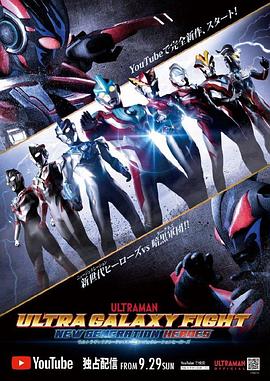 YouTubeで完全新作、スタート!
新世代ヒーローズvs暗黒軍団!!
ULTRAMAN
ULTRA GALAXY FIGHT
NEW GENERATION HEROES
YouTube 独占配信 FROM 9.29 SUN
ULTRAMAN
OFFICIAL